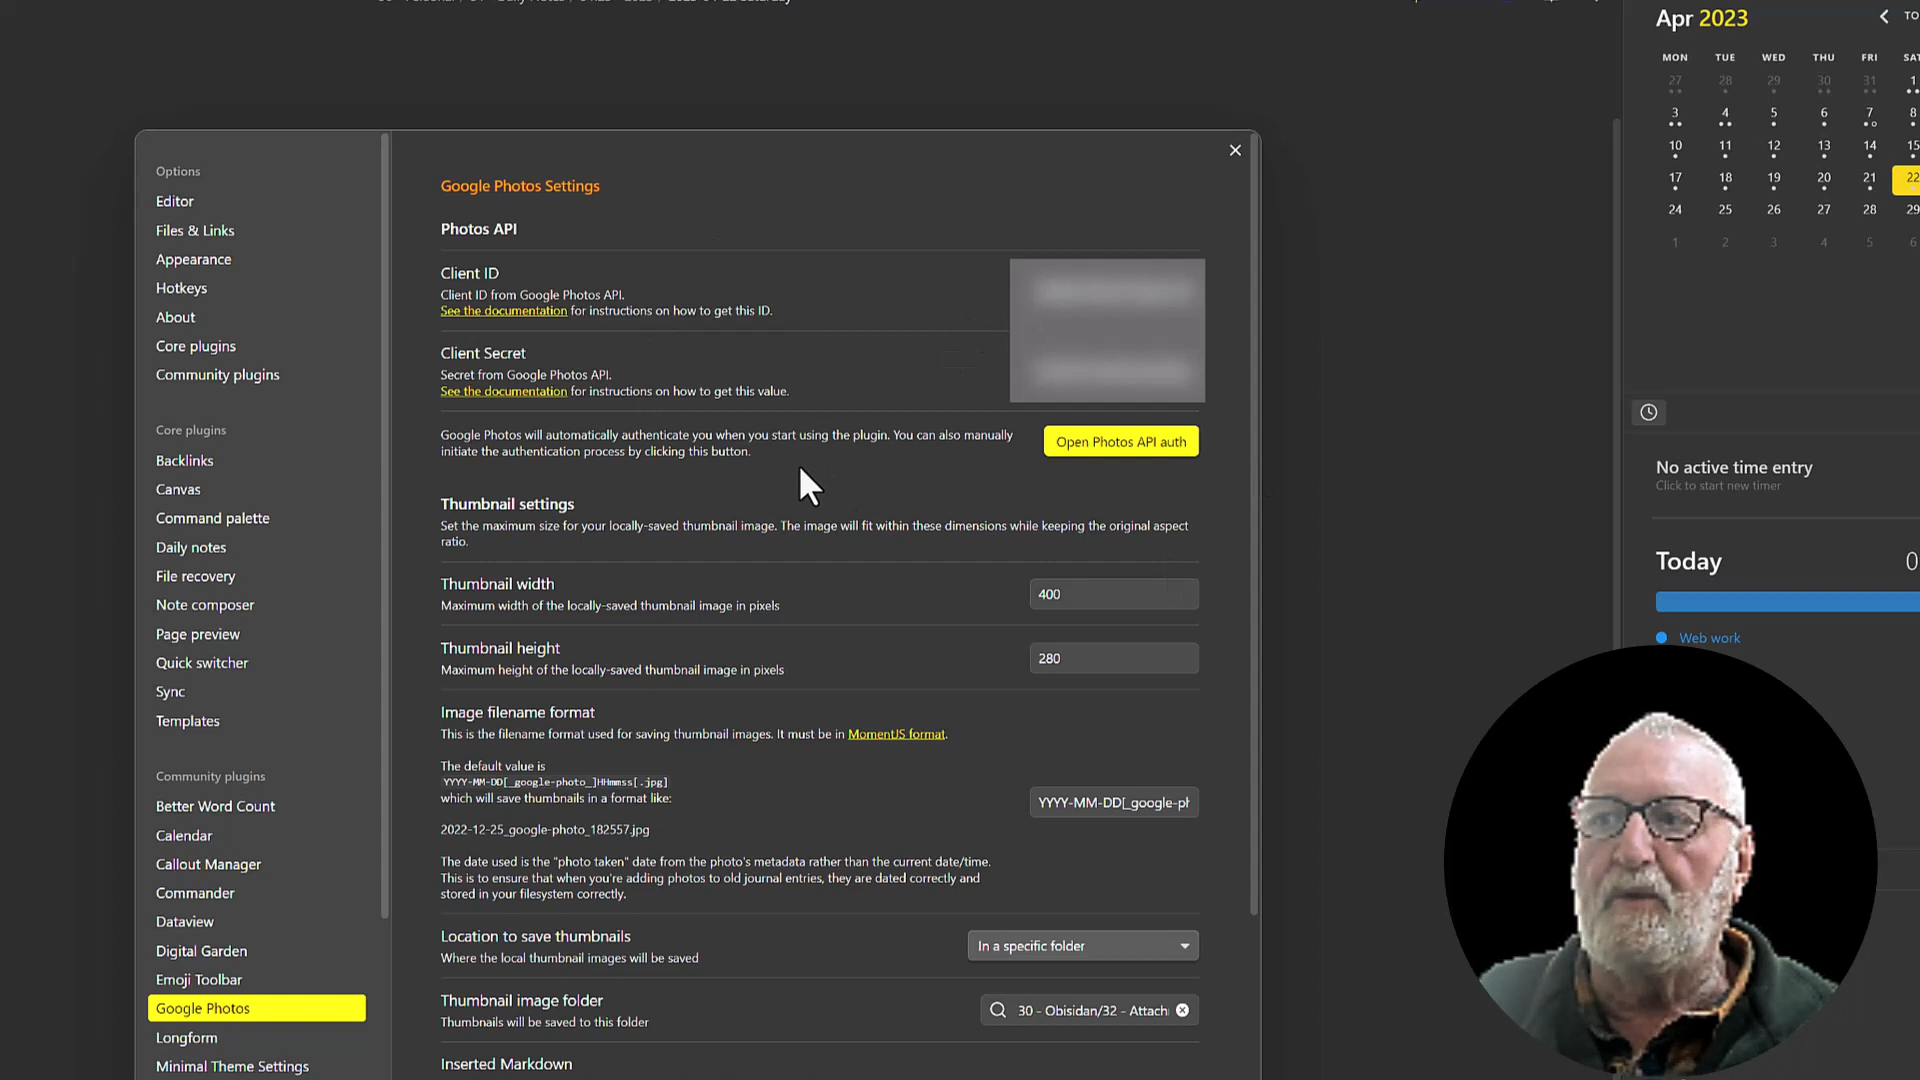 Apr 2023
TO
MON TUE WED THU FRI SAT
27 28 29 30 31 1
3 4 5 6 7 8
10 11 12 13 14 15
17 18 19 20 21 22
24 25 26 27 28 29
1 2 3 4 5 6
Options
Editor
Files & Links
Appearance
Hotkeys
About
Core plugins
Community plugins
Core plugins
Backlinks
Canvas
Command palette
Daily notes
File recovery
Note composer
Page preview
Quick switcher
Sync
Templates
Community plugins
Better Word Count
Calendar
Callout Manager
Commander
Dataview
Digital Garden
Emoji Toolbar
Google Photos
Longform
Minimal Theme Settings
Google Photos Settings
Photos API
Client ID
Client ID from Google Photos API.
See the documentation for instructions on how to get this ID.
Client Secret
Secret from Google Photos API.
See the documentation for instructions on how to get this value.
Google Photos will automatically authenticate you when you start using the plugin. You can also manually
initiate the authentication process by clicking this button.
Open Photos API auth
Thumbnail settings
Set the maximum size for your locally-saved thumbnail image. The image will fit within these dimensions while keeping the original aspect
ratio.
Thumbnail width
Maximum width of the locally-saved thumbnail image in pixels
400
Thumbnail height
Maximum height of the locally-saved thumbnail image in pixels
280
Image filename format
This is the filename format used for saving thumbnail images. It must be in MomentJS format.
The default value is
YYYY-MM-DD[_google-photo_]HHmmss[.jpg]
which will save thumbnails in a format like:
2022-12-25_google-photo_182557.jpg
The date used is the "photo taken" date from the photo's metadata rather than the current date/time.
This is to ensure that when you're adding photos to old journal entries, they are dated correctly and
stored in your filesystem correctly.
YYYY-MM-DD[_google-ph
Location to save thumbnails
Where the local thumbnail images will be saved
In a specific folder
Thumbnail image folder
Thumbnails will be saved to this folder
30 - Obisidan/32 - Attach
Inserted Markdown
No active time entry
Click to start new timer
Today
0
Web work